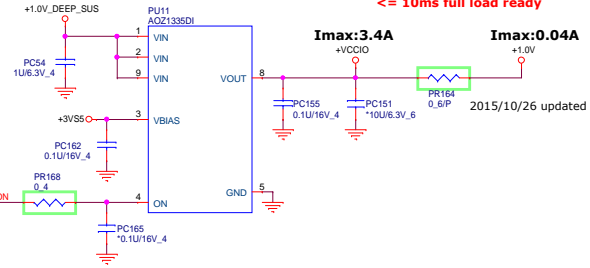 <= 10ms full load ready
+1.0V_DEEP_SUS
PU11
AOZ1335DI
Imax:3.4A
Imax:0.04A
+VCCIO
+1.0V
1
VIN
2
VIN
9
VIN
PC54
1U/6.3V_4
VOUT
8
PR164
0_6/P
2015/10/26 updated
PC155
0.1U/16V_4
PC151
*10U/6.3V_6
+3VS5
3
VBIAS
PC162
0.1U/16V_4
PR168
0_4
ON
4
ON
GND
5
PC165
*0.1U/16V_4